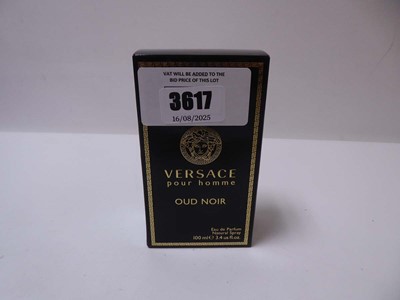 VAT WILL BE ADDED TO THE
BID PRICE OF THIS LOT
3617
16/08/2025
VERSACE
pour homme
OUD NOIR
Eau de Parfum
Natural Spray
100 ml ℮ 3.4 us fl.oz.